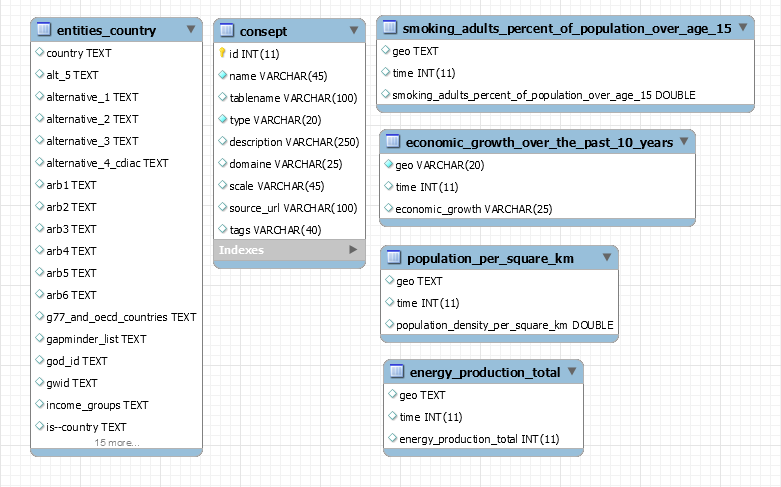 entities_country
country TEXT
alt_5 TEXT
alternative_1 TEXT
alternative_2 TEXT
alternative_3 TEXT
alternative_4_cdiac TEXT
arb1 TEXT
arb2 TEXT
arb3 TEXT
arb4 TEXT
arb5 TEXT
arb6 TEXT
g77_and_oecd_countries TEXT
gapminder_list TEXT
god_id TEXT
gwid TEXT
income_groups TEXT
is--country TEXT
15 more...
consept
id INT(11)
name VARCHAR(45)
tablename VARCHAR(100)
type VARCHAR(20)
description VARCHAR(250)
domaine VARCHAR(25)
scale VARCHAR(45)
source_url VARCHAR(100)
tags VARCHAR(40)
Indexes
smoking_adults_percent_of_population_over_age_15
geo TEXT
time INT(11)
smoking_adults_percent_of_population_over_age_15 DOUBLE
economic_growth_over_the_past_10_years
geo VARCHAR(20)
time INT(11)
economic_growth VARCHAR(25)
population_per_square_km
geo TEXT
time INT(11)
population_density_per_square_km DOUBLE
energy_production_total
geo TEXT
time INT(11)
energy_production_total INT(11)